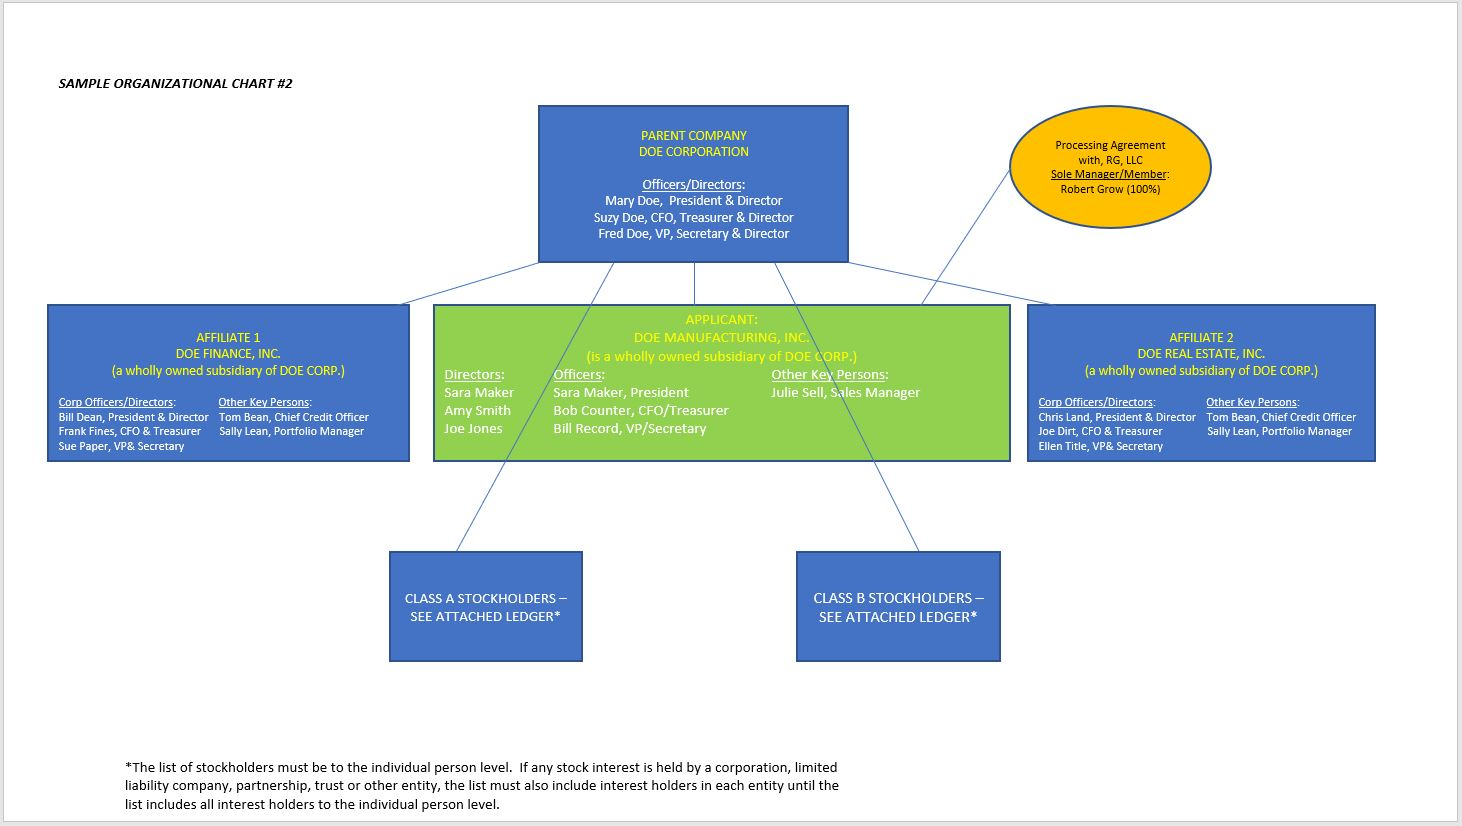 SAMPLE ORGANIZATIONAL CHART #2
PARENT COMPANY
DOE CORPORATION
Officers/Directors:
Mary Doe,  President & Director
Suzy Doe, CFO, Treasurer & Director
Fred Doe, VP, Secretary & Director
Processing Agreement
with, RG, LLC
Sole Manager/Member:
Robert Grow (100%)
AFFILIATE 1
DOE FINANCE, INC.
(a wholly owned subsidiary of DOE CORP.)
Corp Officers/Directors: Other Key Persons:
Bill Dean, President & Director Tom Bean, Chief Credit Officer
Frank Fines, CFO & Treasurer Sally Lean, Portfolio Manager
Sue Paper, VP& Secretary
APPLICANT:
DOE MANUFACTURING, INC.
(is a wholly owned subsidiary of DOE CORP.)
Directors: Officers: Other Key Persons:
Sara Maker Sara Maker, President Julie Sell, Sales Manager
Amy Smith Bob Counter, CFO/Treasurer
Joe Jones Bill Record, VP/Secretary
AFFILIATE 2
DOE REAL ESTATE, INC.
(a wholly owned subsidiary of DOE CORP.)
Corp Officers/Directors: Other Key Persons:
Chris Land, President & Director Tom Bean, Chief Credit Officer
Joe Dirt, CFO & Treasurer Sally Lean, Portfolio Manager
Ellen Title, VP& Secretary
CLASS A STOCKHOLDERS –
SEE ATTACHED LEDGER*
CLASS B STOCKHOLDERS –
SEE ATTACHED LEDGER*
*The list of stockholders must be to the individual person level.  If any stock interest is held by a corporation, limited
liability company, partnership, trust or other entity, the list must also include interest holders in each entity until the
list includes all interest holders to the individual person level.